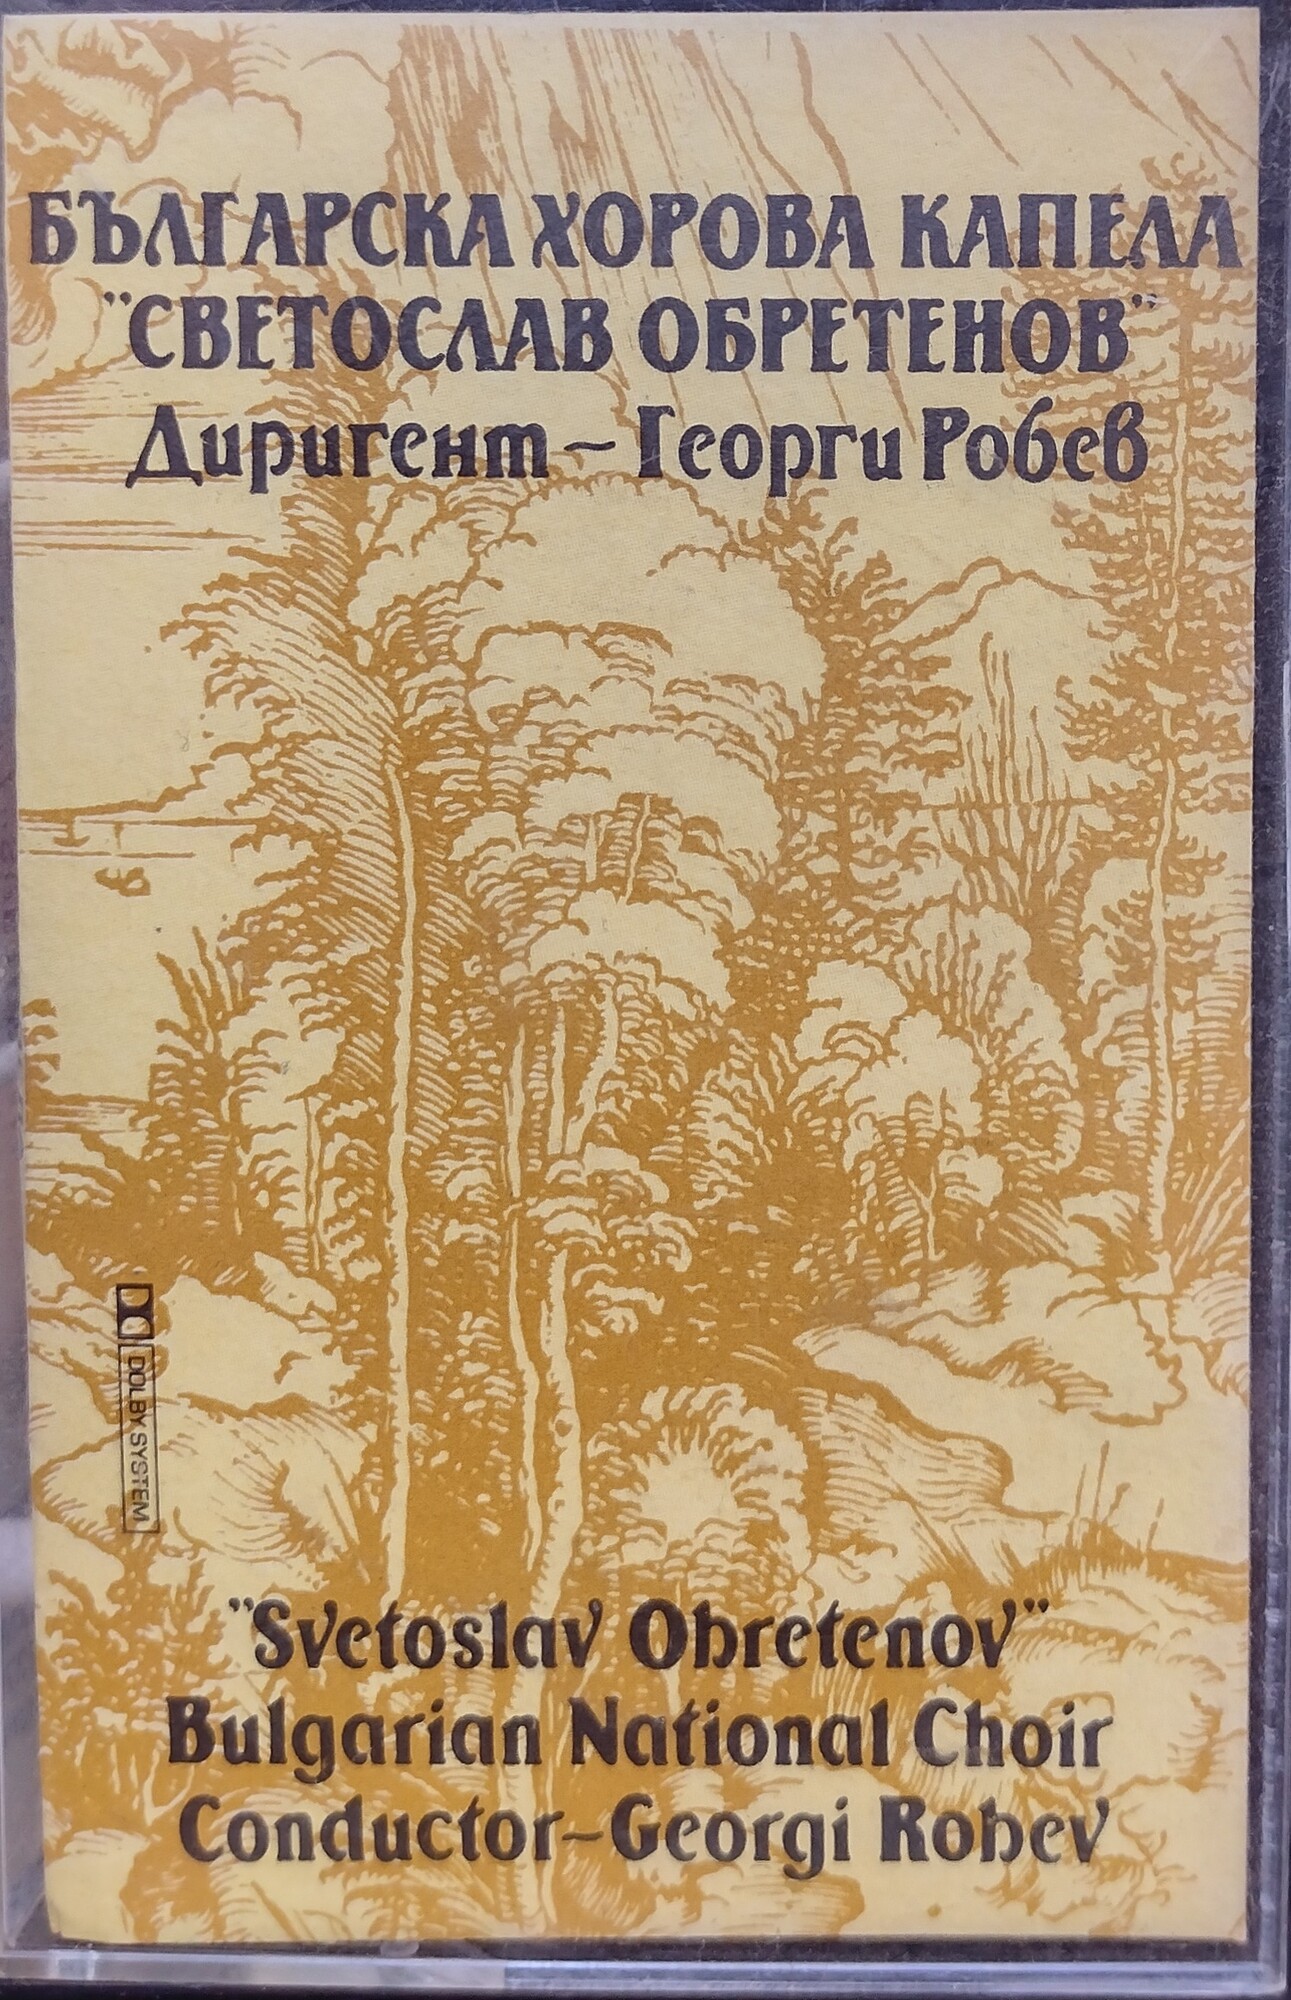 БЪЛГАРСКА ХОРОВА КАПЕЛА
"СВЕТОСЛАВ ОБРЕТЕНОВ"
Диригент – Георги Робев
DOLBY SYSTEM
"Svetoslav Obretenov"
Bulgarian National Choir
Conductor – Georgi Robev